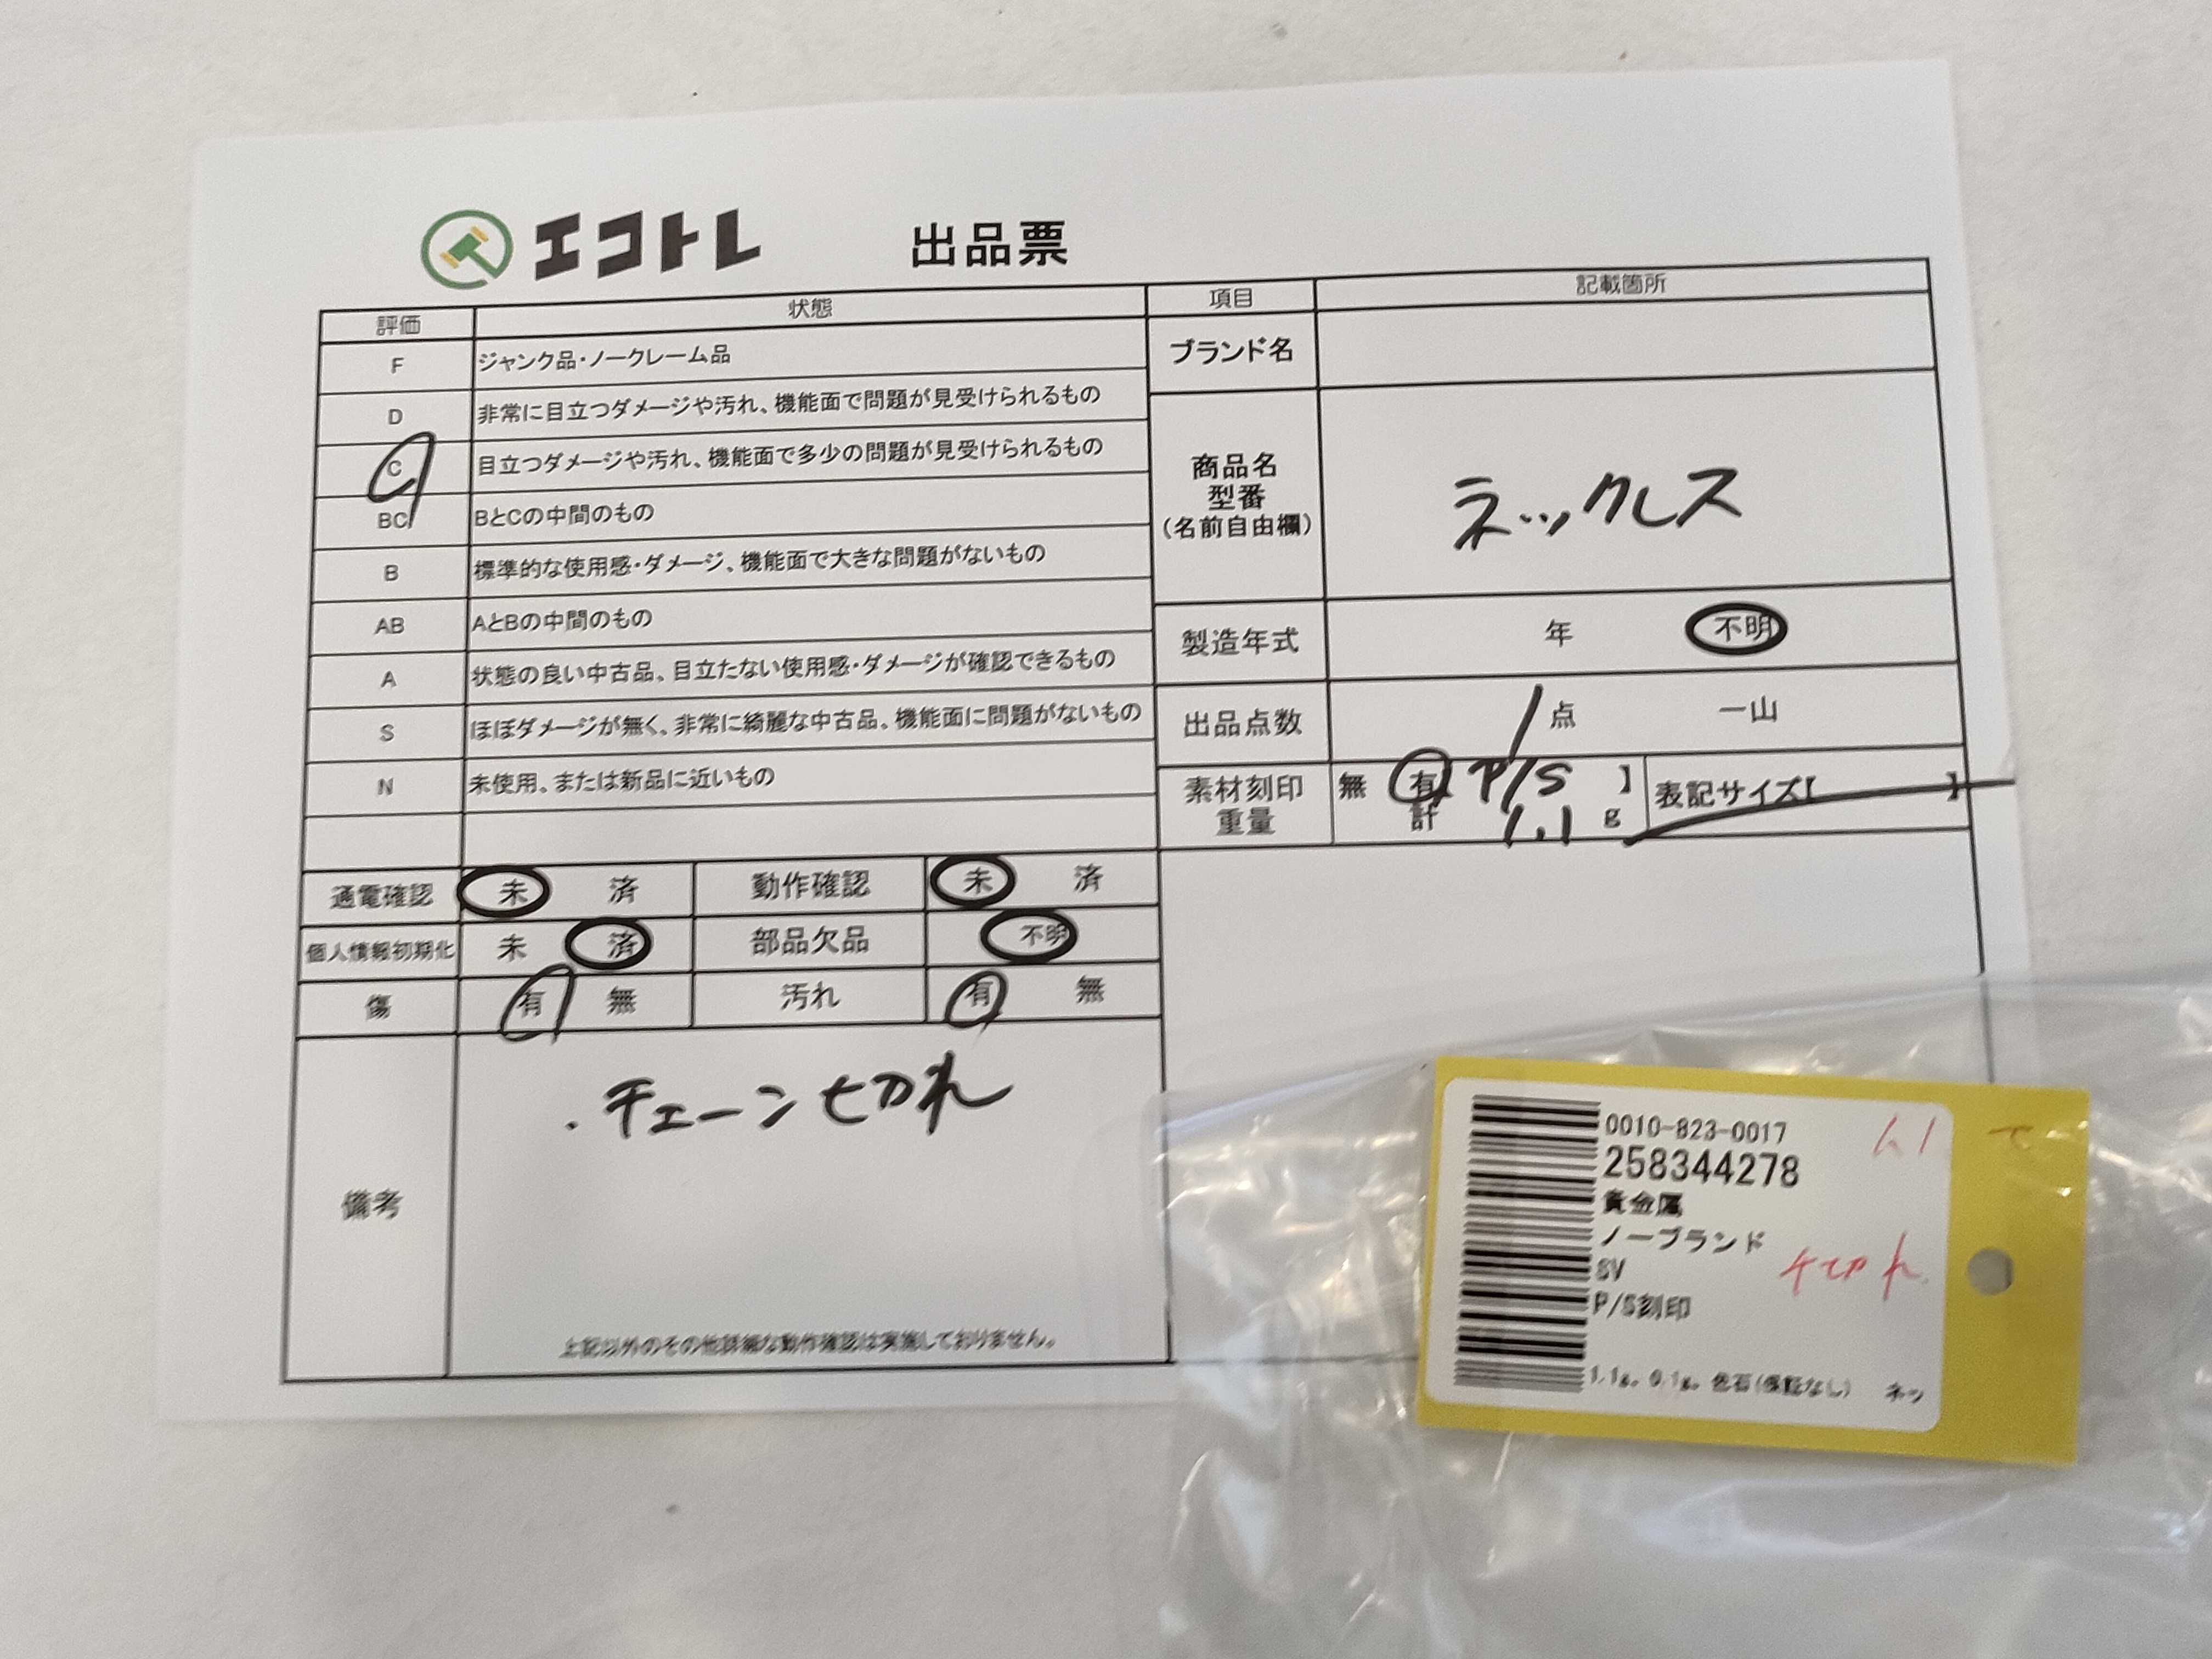 エコトレ 出品票
評価 状態 項目 記載箇所
F ジャンク品・ノークレーム品
D 非常に目立つダメージや汚れ、機能面で問題が見受けられるもの
C 目立つダメージや汚れ、機能面で多少の問題が見受けられるもの
BC BとCの中間のもの
B 標準的な使用感・ダメージ、機能面で大きな問題がないもの
AB AとBの中間のもの
A 状態の良い中古品、目立たない使用感・ダメージが確認できるもの
S ほぼダメージが無く、非常に綺麗な中古品、機能面に問題がないもの
N 未使用、または新品に近いもの
ブランド名
商品名
型番
(名前自由欄)
ネックレス
製造年式 年 不明
出品点数 1 点 一山
素材刻印 無 有 P/S 】 表記サイズ【 】
重量 計 1.1 g
通電確認 未 済 動作確認 未 済
個人情報初期化 未 済 部品欠品 不明
傷 有 無 汚れ 有 無
備考
・チェーン切れ
上記以外のその他詳細な動作確認は実施しておりません。
0010-823-0017
258344278
貴金属
ノーブランド
SV
P/S刻印
チ切れ
1.1g。0.1g。色石(保証なし) ネッ